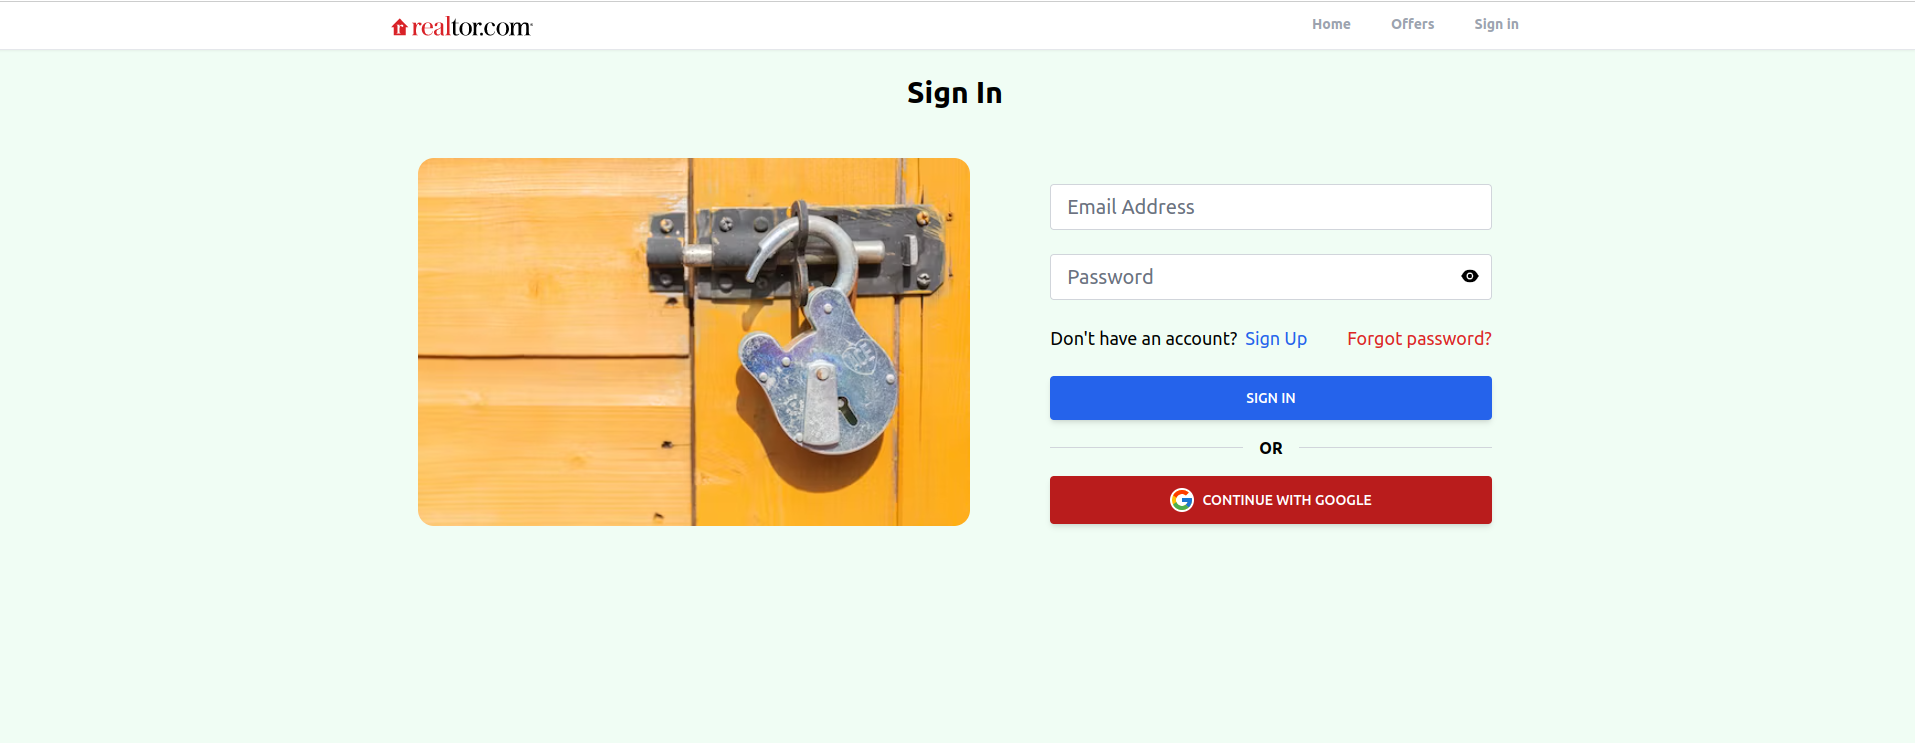 realtor.com®
Home
Offers
Sign in
Sign In
Email Address
Password
Don't have an account? Sign Up
Forgot password?
SIGN IN
OR
CONTINUE WITH GOOGLE